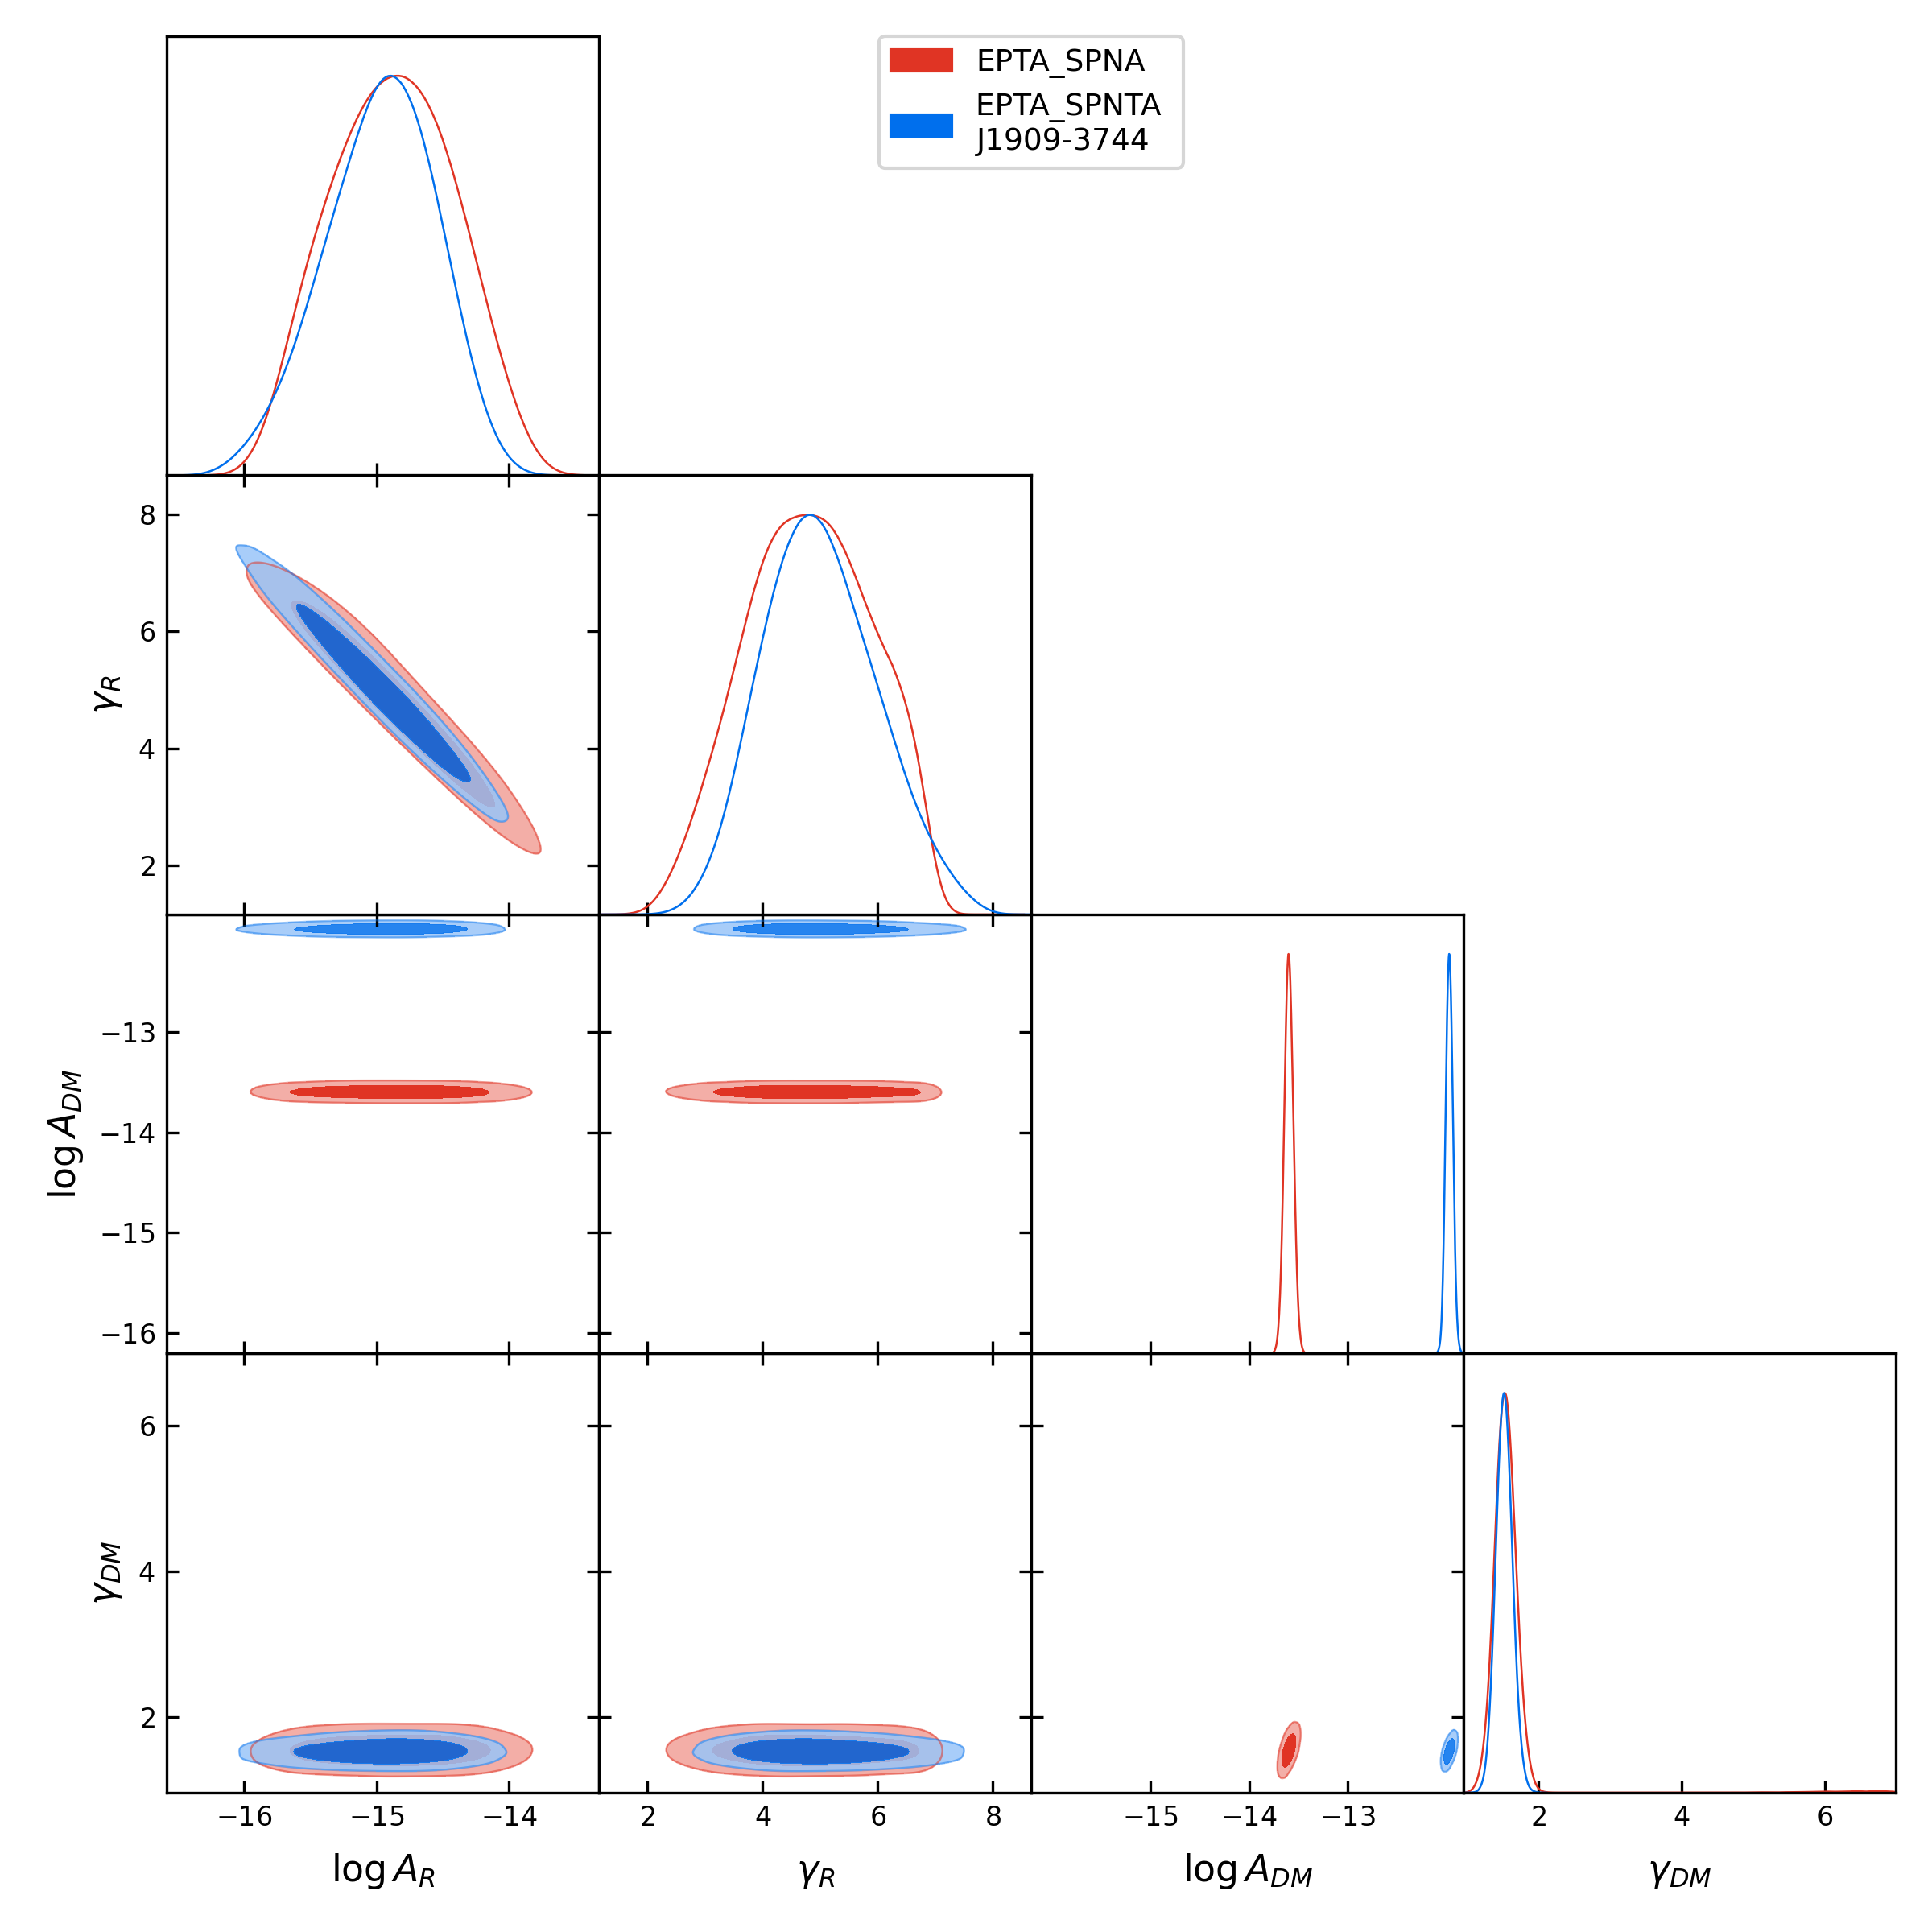 EPTA_SPNA
EPTA_SPNTA
J1909-3744
8
6
4
2
γR
−13
−14
−15
−16
log ADM
6
4
2
γDM
−16 −15 −14
2 4 6 8
−15 −14 −13
2 4 6
log AR
γR
log ADM
γDM